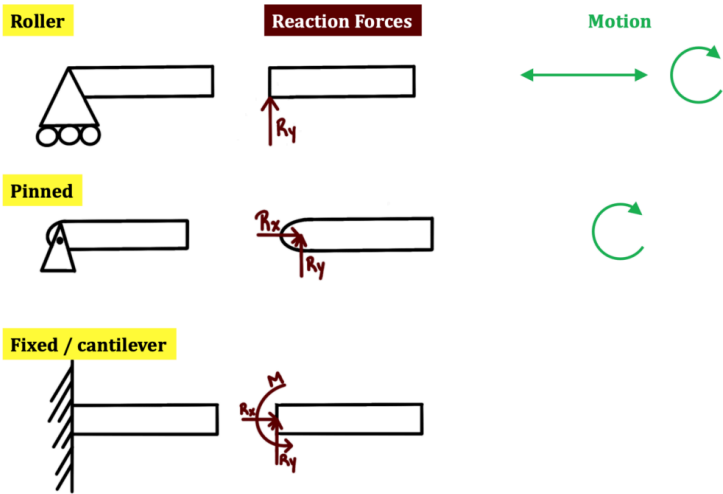 Roller
Reaction Forces
Motion
Ry
Pinned
Rx
Ry
Fixed / cantilever
M
Rx
Ry